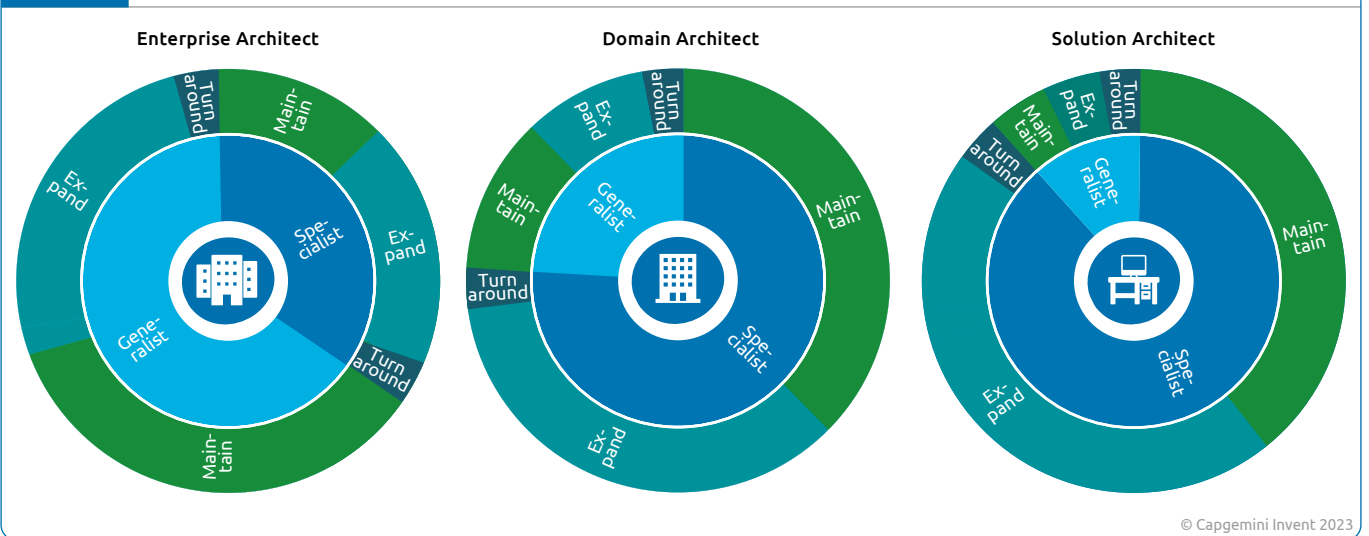 Enterprise Architect
Turn
around
Main-
tain
Ex-
pand
Turn
around
Main-
tain
Ex-
pand
Spe-
cialist
Gene-
ralist
Domain Architect
Turn
around
Main-
tain
Ex-
pand
Turn
around
Main-
tain
Ex-
pand
Gene-
ralist
Spe-
cialist
Solution Architect
Turn
around
Main-
tain
Ex-
pand
Turn
around
Main-
tain
Ex-
pand
Gene-
ralist
Spe-
cialist
© Capgemini Invent 2023